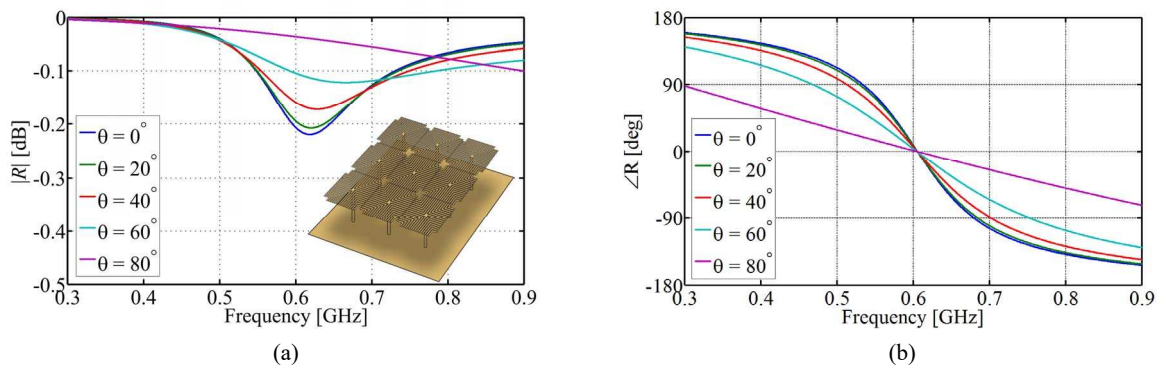 0
-0.1
-0.2
-0.3
-0.4
-0.5
|R| [dB]
θ = 0°
θ = 20°
θ = 40°
θ = 60°
θ = 80°
0.3 0.4 0.5 0.6 0.7 0.8 0.9
Frequency [GHz]
(a)
180
90
0
-90
-180
∠R [deg]
θ = 0°
θ = 20°
θ = 40°
θ = 60°
θ = 80°
0.3 0.4 0.5 0.6 0.7 0.8 0.9
Frequency [GHz]
(b)